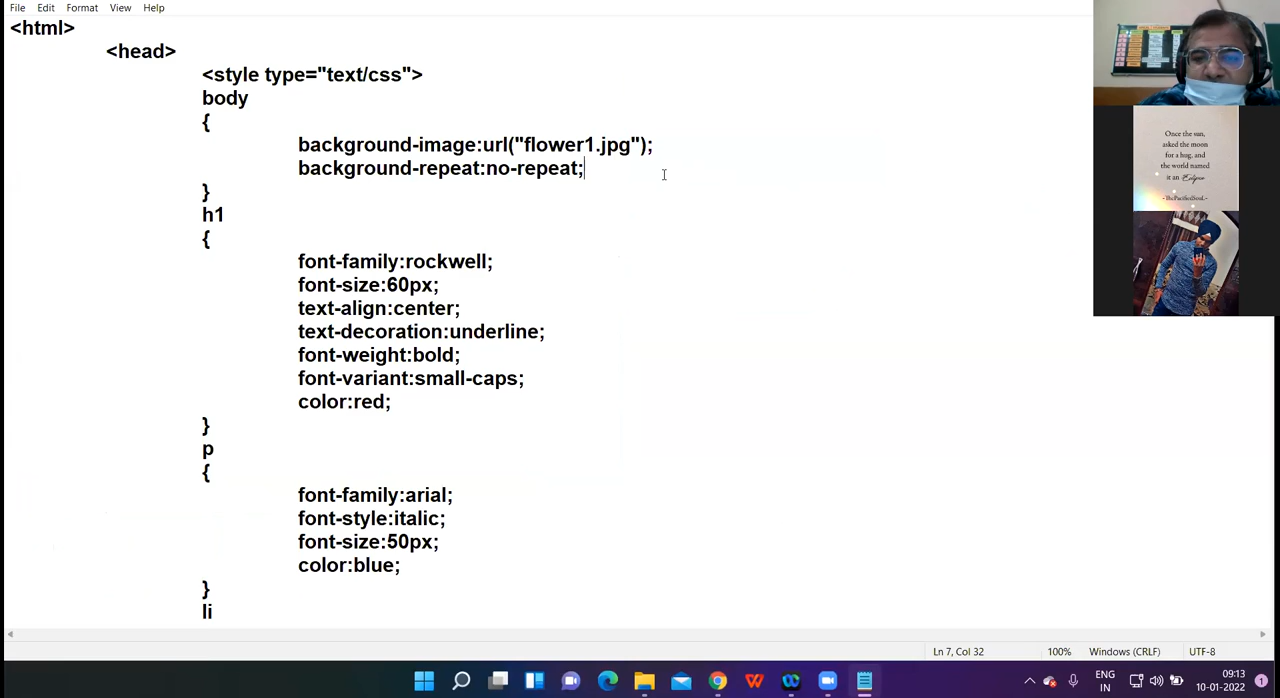 File Edit Format View Help
<html>
<head>
<style type="text/css">
body
{
background-image:url("flower1.jpg");
background-repeat:no-repeat;
}
h1
{
font-family:rockwell;
font-size:60px;
text-align:center;
text-decoration:underline;
font-weight:bold;
font-variant:small-caps;
color:red;
}
p
{
font-family:arial;
font-style:italic;
font-size:50px;
color:blue;
}
li
Once the sun,
asked the moon
for a hug, and
the world named
it an Eclipse
~ThePacifiedSoul.~
Ln 7, Col 32 100% Windows (CRLF) UTF-8
ENG
IN
09:13
10-01-2022
1